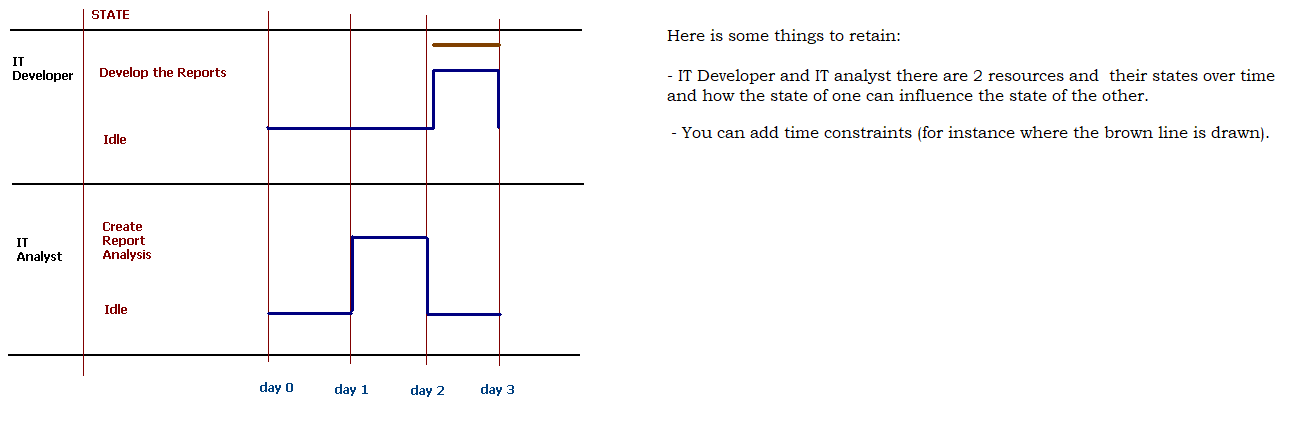 STATE
IT
Developer
Develop the Reports
Idle
IT
Analyst
Create
Report
Analysis
Idle
day 0
day 1
day 2
day 3
Here is some things to retain:
- IT Developer and IT analyst there are 2 resources and their states over time
and how the state of one can influence the state of the other.
- You can add time constraints (for instance where the brown line is drawn).